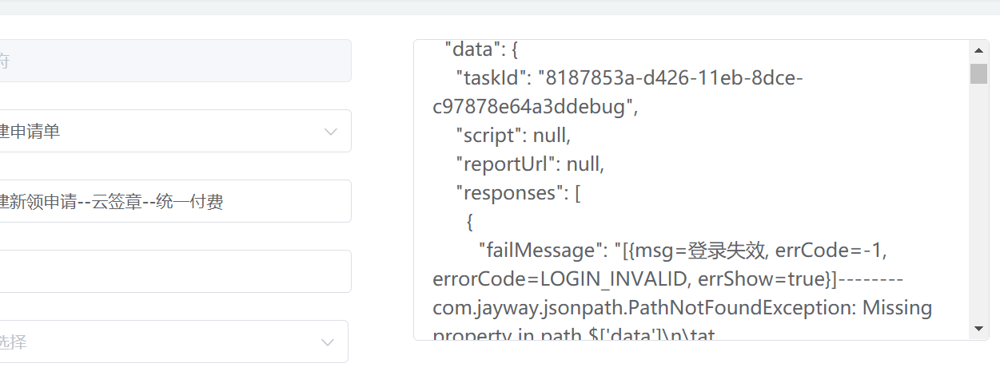 府
建申请单
建新领申请--云签章--统一付费
选择
"data": {
"taskId": "8187853a-d426-11eb-8dce-
c97878e64a3ddebug",
"script": null,
"reportUrl": null,
"responses": [
{
"failMessage": "[{msg=登录失效, errCode=-1,
errorCode=LOGIN_INVALID, errShow=true}]--------
com.jayway.jsonpath.PathNotFoundException: Missing
property in path $['data']\n\tat